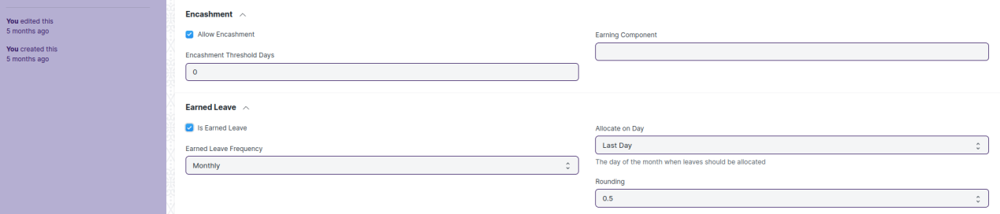 You edited this
5 months ago
You created this
5 months ago
Encashment
Allow Encashment
Encashment Threshold Days
0
Earning Component
Earned Leave
Is Earned Leave
Earned Leave Frequency
Monthly
Allocate on Day
Last Day
The day of the month when leaves should be allocated
Rounding
0.5